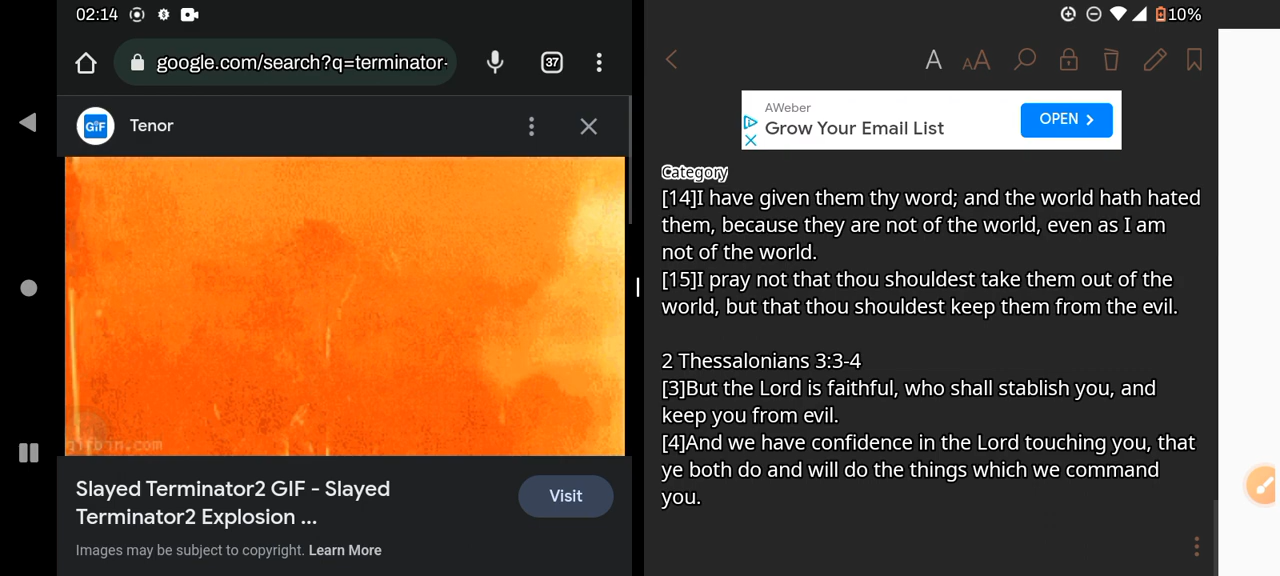 02:14
google.com/search?q=terminator-
37
GIF
Tenor
gifbin.com
Slayed Terminator2 GIF - Slayed
Terminator2 Explosion ...
Visit
Images may be subject to copyright. Learn More
10%
A AA
AWeber
Grow Your Email List
OPEN
Category
[14]I have given them thy word; and the world hath hated
them, because they are not of the world, even as I am
not of the world.
[15]I pray not that thou shouldest take them out of the
world, but that thou shouldest keep them from the evil.
2 Thessalonians 3:3-4
[3]But the Lord is faithful, who shall stablish you, and
keep you from evil.
[4]And we have confidence in the Lord touching you, that
ye both do and will do the things which we command
you.